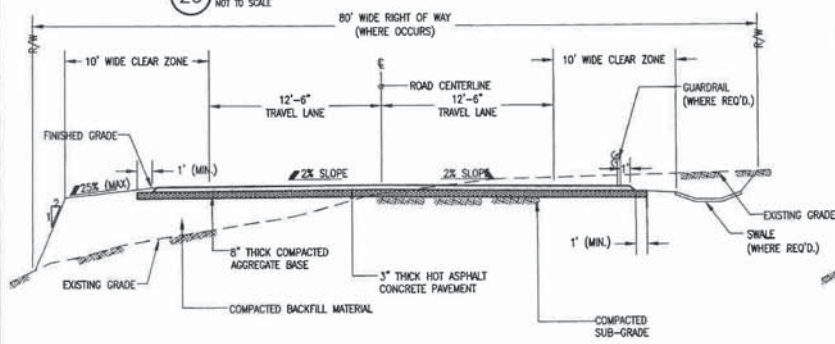 NOT TO SCALE
80' WIDE RIGHT OF WAY
(WHERE OCCURS)
R/W
R/W
10' WIDE CLEAR ZONE
10' WIDE CLEAR ZONE
℄
ROAD CENTERLINE
12'-6"
TRAVEL LANE
12'-6"
TRAVEL LANE
GUARDRAIL
(WHERE REQ'D.)
FINISHED GRADE
1' (MIN.)
2% SLOPE
2% SLOPE
1'
25% (MAX)
2
1
EXISTING GRADE
SWALE
(WHERE REQ'D.)
1' (MIN.)
8" THICK COMPACTED
AGGREGATE BASE
EXISTING GRADE
3" THICK HOT ASPHALT
CONCRETE PAVEMENT
COMPACTED BACKFILL MATERIAL
COMPACTED
SUB-GRADE